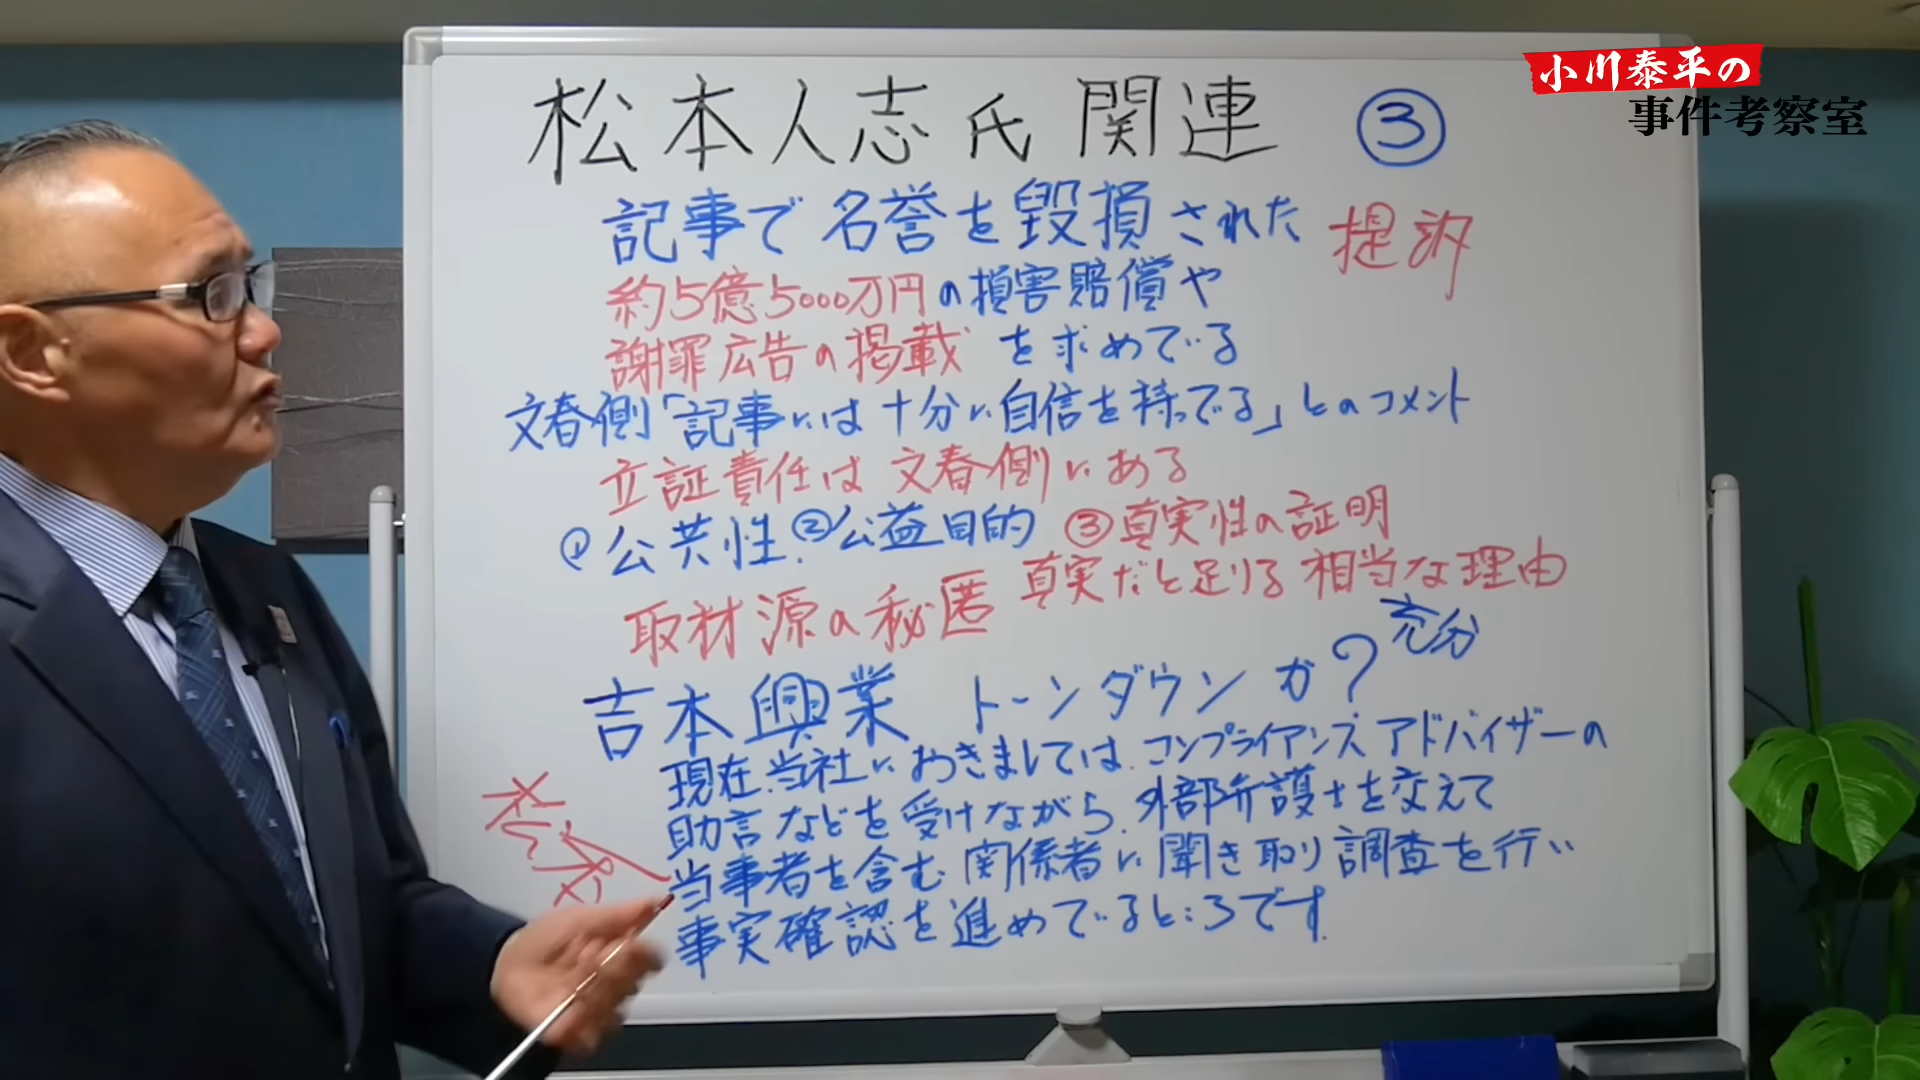 小川泰平の
事件考察室
松本人志氏関連 ③
記事で名誉を毀損された 提訴
約5億5000万円の損害賠償や
謝罪広告の掲載を求めている
文春側「記事には十分に自信を持ってる」とのコメント
立証責任は文春側にある
①公共性、②公益目的 ③真実性の証明
取材源の秘匿 真実だと足りる相当な理由
充分
吉本興業 トーンダウンか?
現在、当社におきましては、コンプライアンスアドバイザーの
助言などを受けながら、外部弁護士を交えて
当事者を含む関係者に聞き取り調査を行い
事実確認を進めているところです。